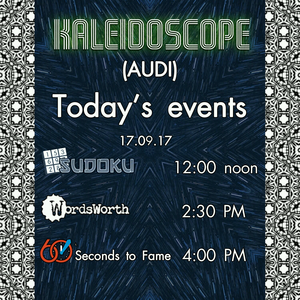 KALEIDOSCOPE
(AUDI)
Today's events
17.09.17
SUDOKU 12:00 noon
WordsWorth 2:30 PM
60 Seconds to Fame 4:00 PM